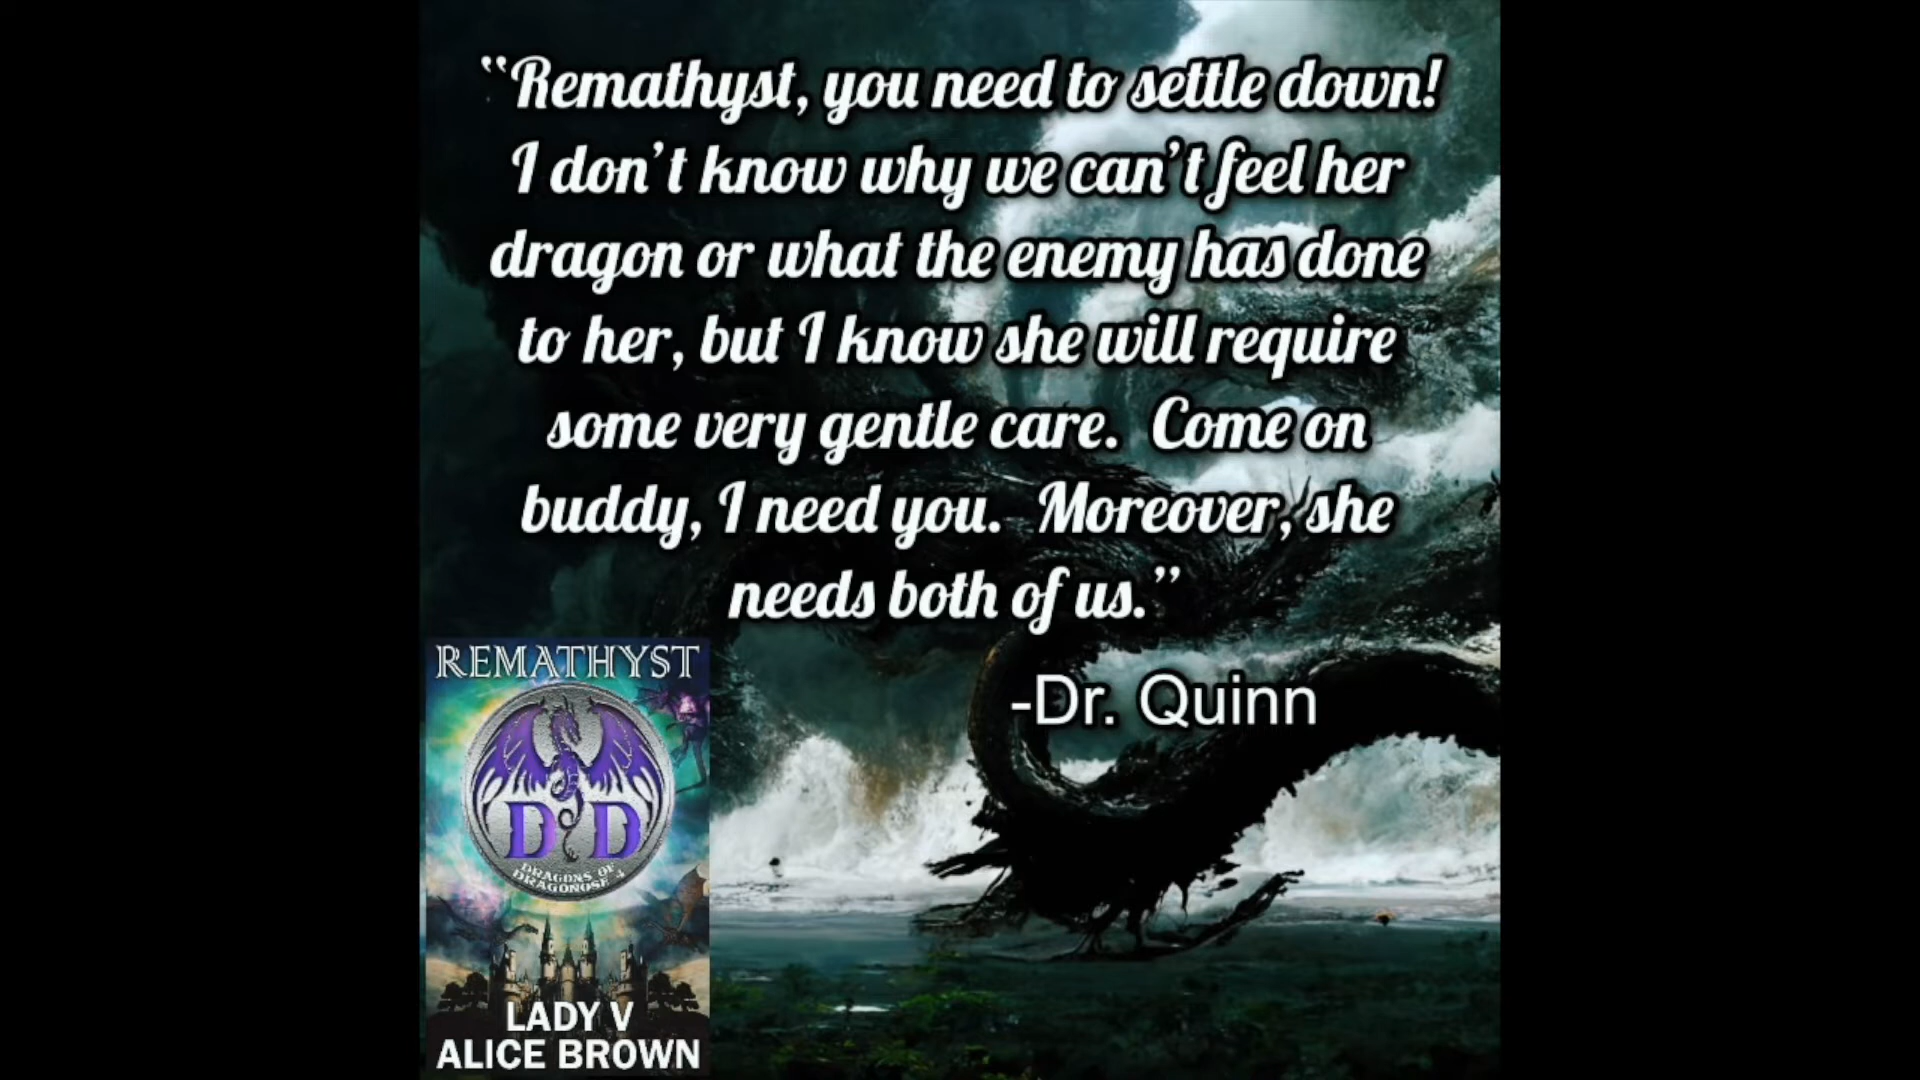 “Remathyst, you need to settle down!
I don’t know why we can’t feel her
dragon or what the enemy has done
to her, but I know she will require
some very gentle care.  Come on
buddy, I need you.  Moreover, she
needs both of us.”
-Dr. Quinn
REMATHYST
D D
DRAGONS OF
DRAGONOSE 4
LADY V
ALICE BROWN